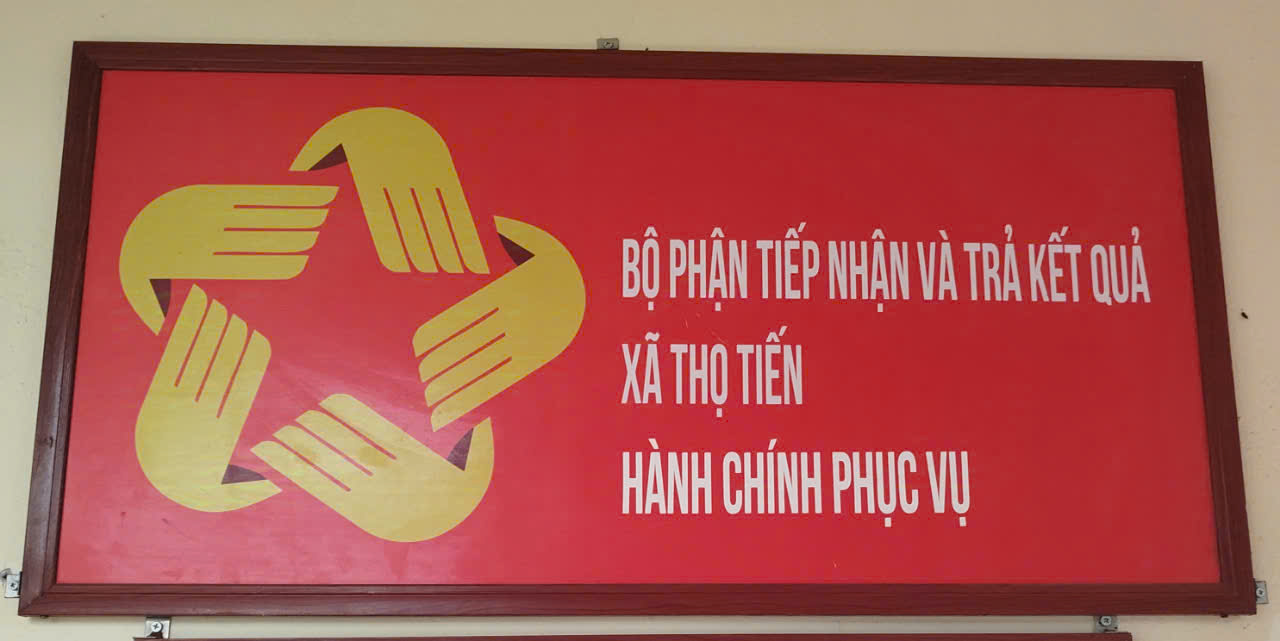 BỘ PHẬN TIẾP NHẬN VÀ TRẢ KẾT QUẢ
XÃ THỌ TIẾN
HÀNH CHÍNH PHỤC VỤ